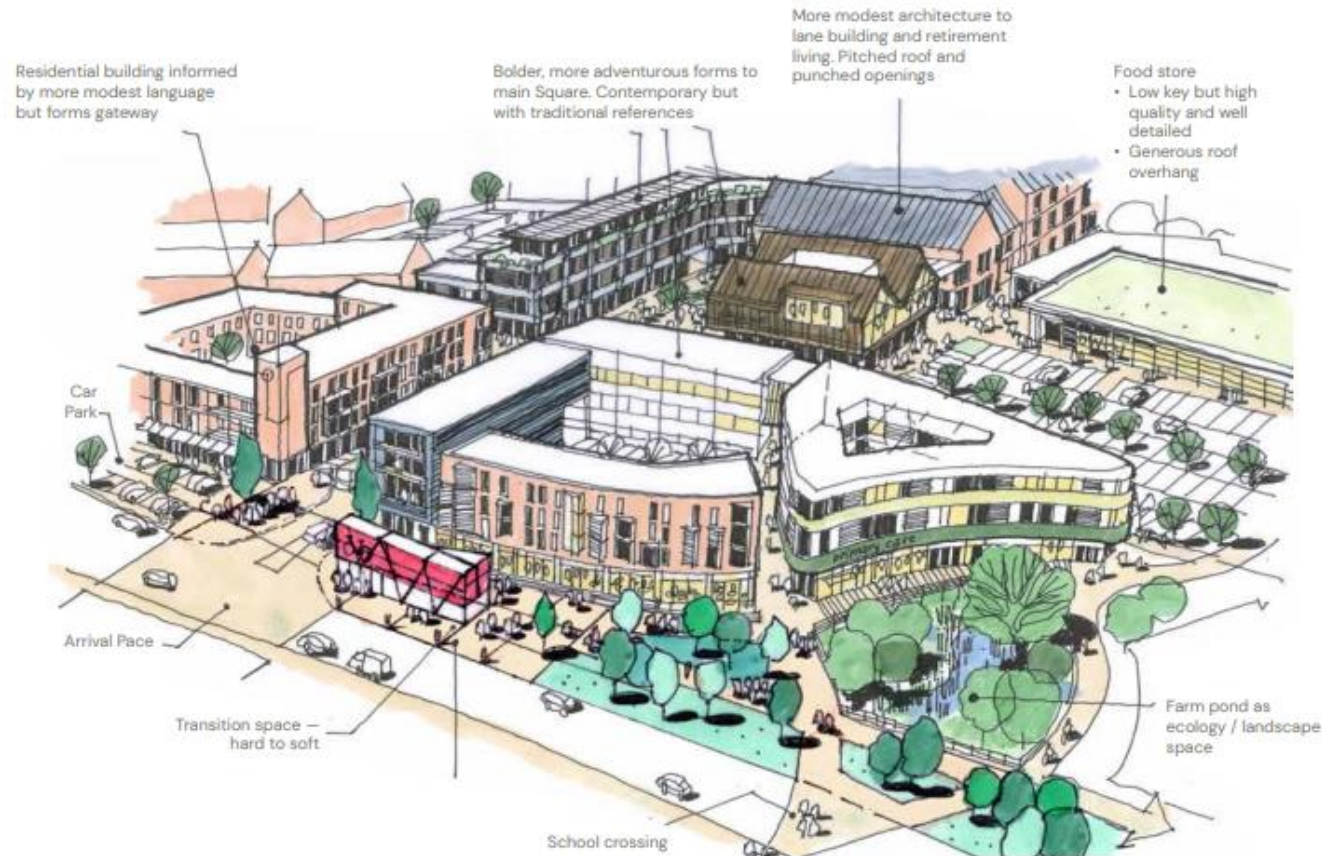 Residential building informed
by more modest language
but forms gateway
Bolder, more adventurous forms to
main Square. Contemporary but
with traditional references
More modest architecture to
lane building and retirement
living. Pitched roof and
punched openings
Food store
• Low key but high
quality and well
detailed
• Generous roof
overhang
Car
Park
primary care
Arrival Pace
Transition space –
hard to soft
Farm pond as
ecology / landscape
space
School crossing